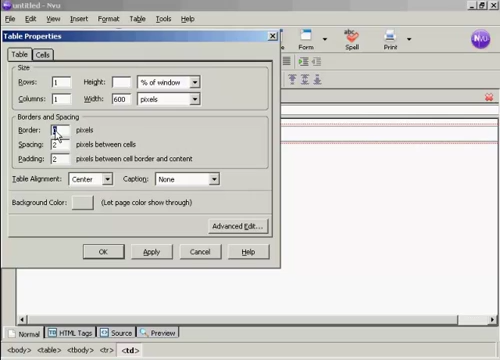 untitled - Nvu
File Edit View Insert Format Table Tools Help
Form Spell Print
Nvu
Table Properties
Table Cells
Size
Rows: 1 Height: % of window
Columns: 1 Width: 600 pixels
Borders and Spacing
Border: pixels
Spacing: 2 pixels between cells
Padding: 2 pixels between cell border and content
Table Alignment: Center Caption: None
Background Color: (Let page color show through)
Advanced Edit...
OK Apply Cancel Help
Normal HTML Tags Source Preview
<body> <table> <tbody> <tr> <td>